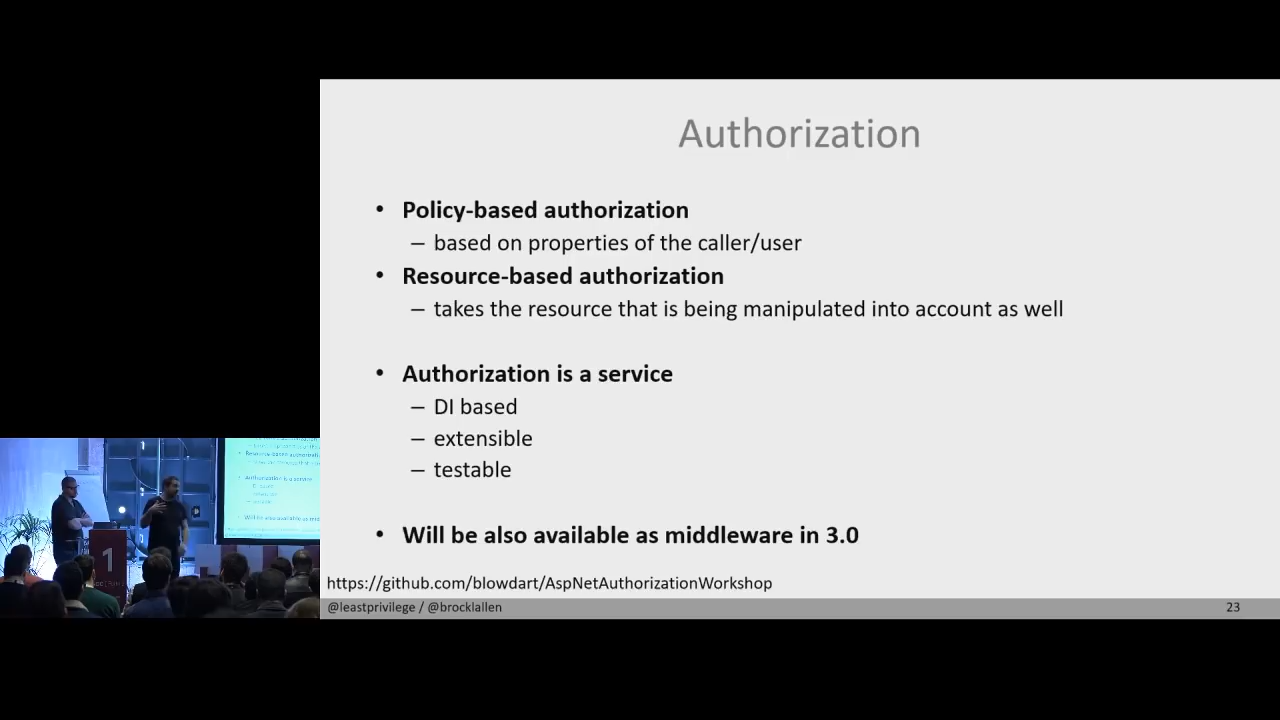 Authorization
• Policy-based authorization
– based on properties of the caller/user
• Resource-based authorization
– takes the resource that is being manipulated into account as well
• Authorization is a service
– DI based
– extensible
– testable
• Will be also available as middleware in 3.0
https://github.com/blowdart/AspNetAuthorizationWorkshop
@leastprivilege / @brocklallen
23
1